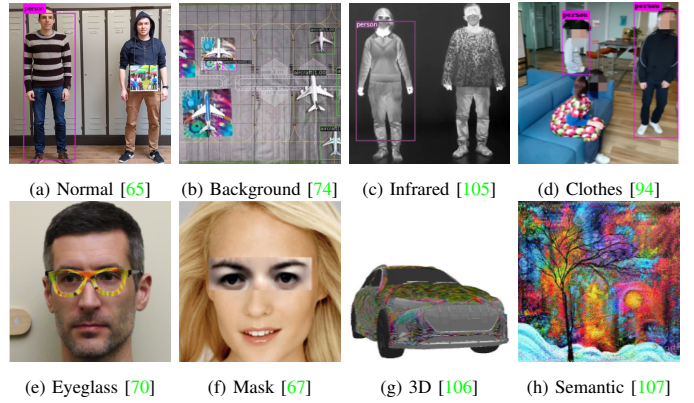 person
person
person
person
(a) Normal [65] (b) Background [74] (c) Infrared [105] (d) Clothes [94]
(e) Eyeglass [70] (f) Mask [67] (g) 3D [106] (h) Semantic [107]